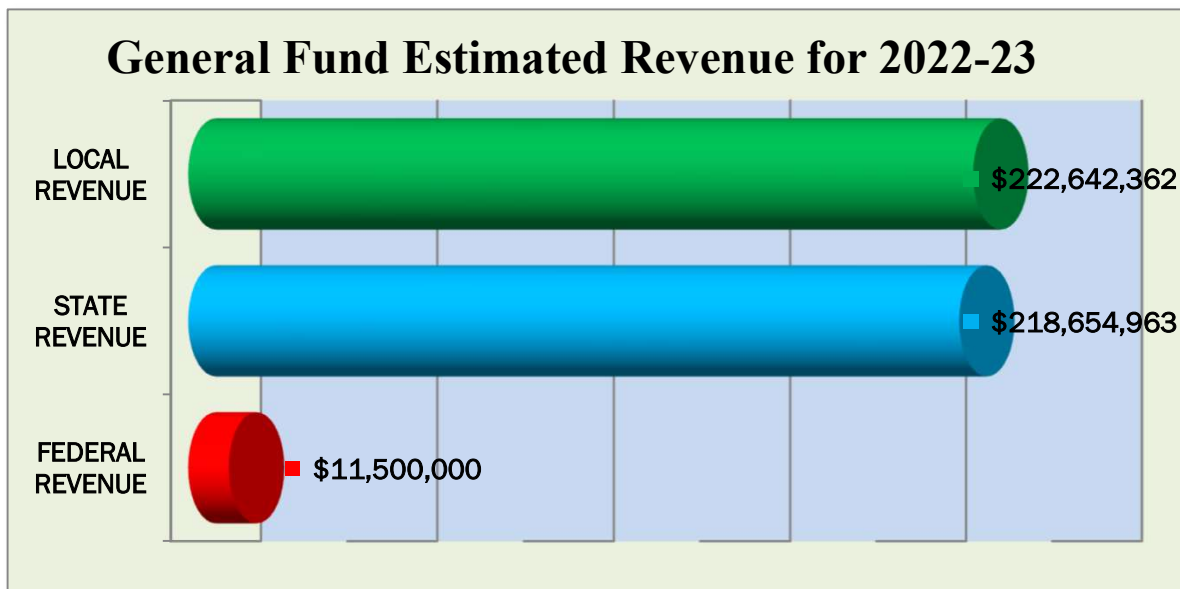 General Fund Estimated Revenue for 2022-23
LOCAL
REVENUE
$222,642,362
STATE
REVENUE
$218,654,963
FEDERAL
REVENUE
$11,500,000